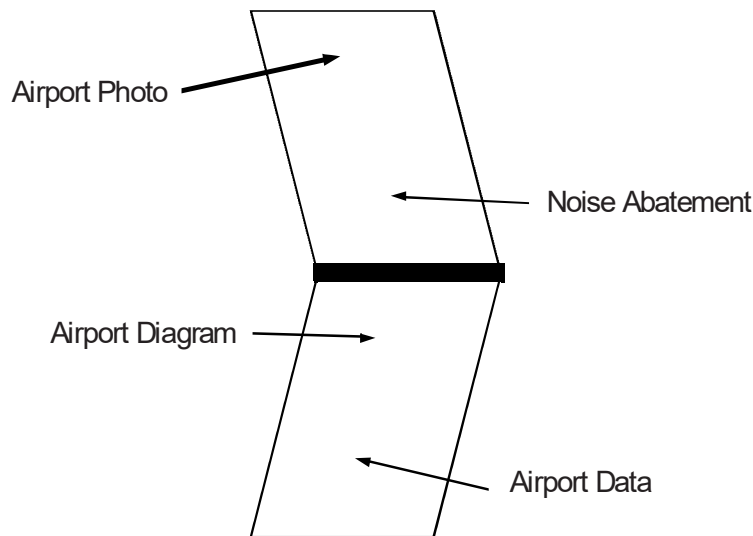 Airport Photo
Noise Abatement
Airport Diagram
Airport Data